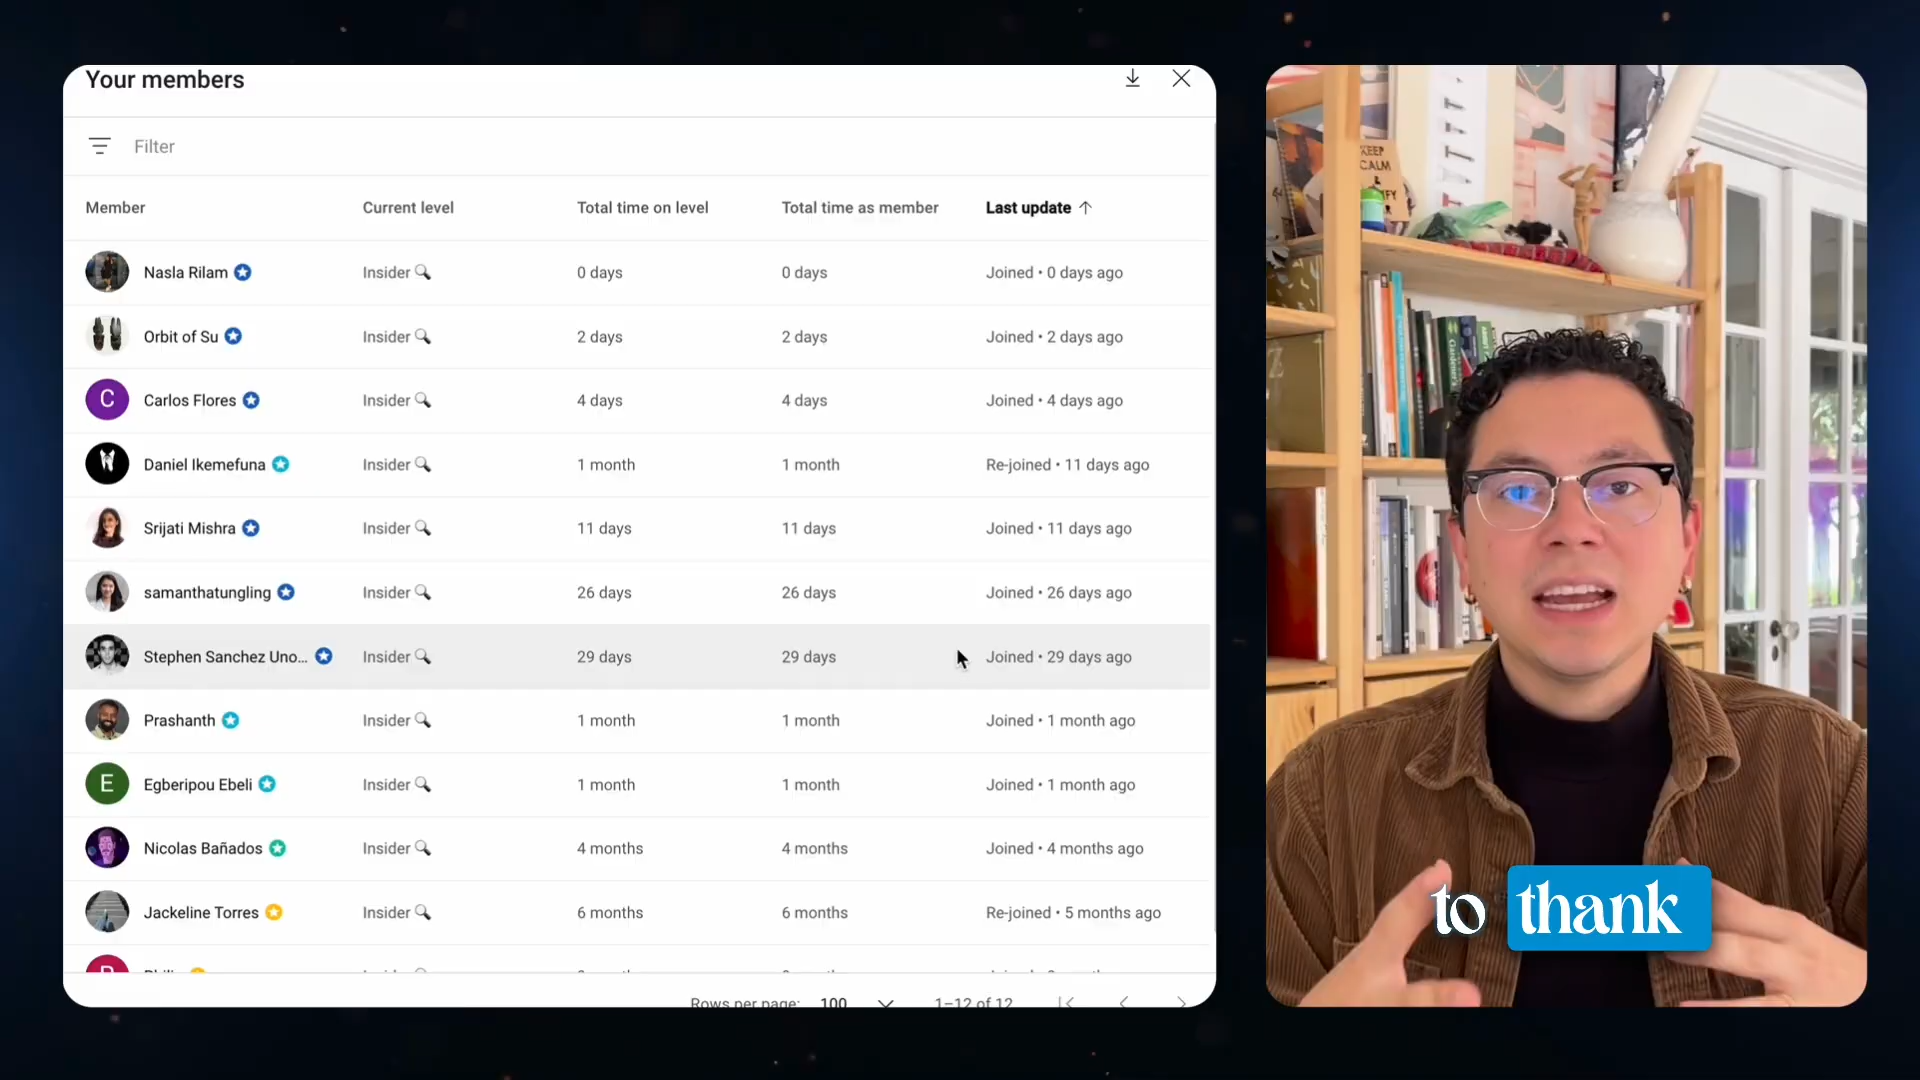 Your members
Filter
Member Current level Total time on level Total time as member Last update
Nasla Rilam Insider 0 days 0 days Joined • 0 days ago
Orbit of Su Insider 2 days 2 days Joined • 2 days ago
C Carlos Flores Insider 4 days 4 days Joined • 4 days ago
Daniel Ikemefuna Insider 1 month 1 month Re-joined • 11 days ago
Srijati Mishra Insider 11 days 11 days Joined • 11 days ago
samanthatungling Insider 26 days 26 days Joined • 26 days ago
Stephen Sanchez Uno... Insider 29 days 29 days Joined • 29 days ago
Prashanth Insider 1 month 1 month Joined • 1 month ago
E Egberipou Ebeli Insider 1 month 1 month Joined • 1 month ago
Nicolas Bañados Insider 4 months 4 months Joined • 4 months ago
Jackeline Torres Insider 6 months 6 months Re-joined • 5 months ago
Rows per page: 100 1–12 of 12
KEEP
CALM
to thank